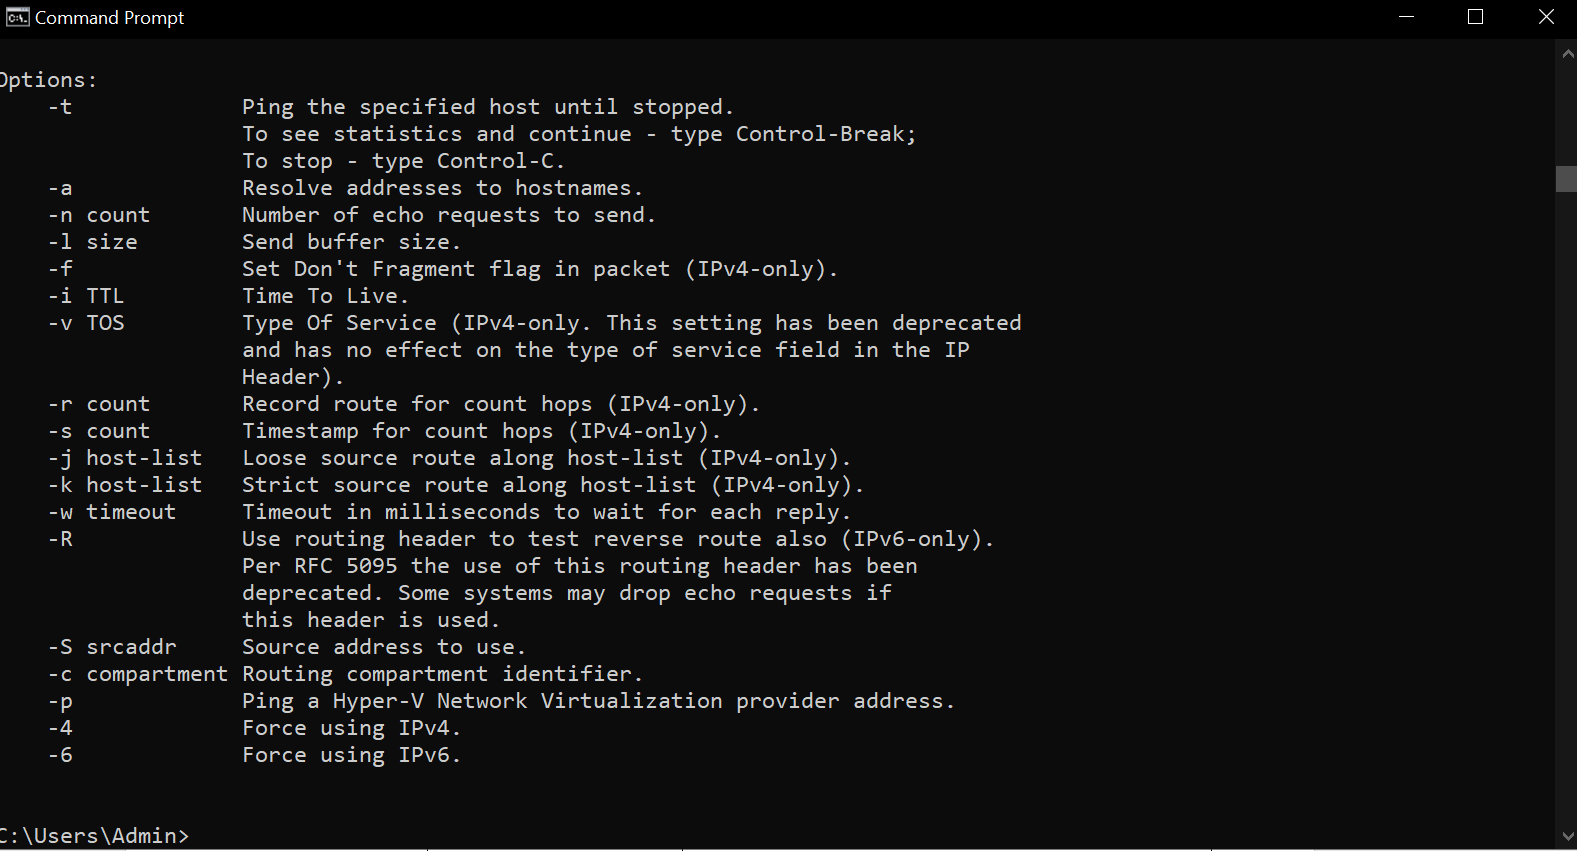 Command Prompt
Options:
    -t             Ping the specified host until stopped.
                   To see statistics and continue - type Control-Break;
                   To stop - type Control-C.
    -a             Resolve addresses to hostnames.
    -n count       Number of echo requests to send.
    -l size        Send buffer size.
    -f             Set Don't Fragment flag in packet (IPv4-only).
    -i TTL         Time To Live.
    -v TOS         Type Of Service (IPv4-only. This setting has been deprecated
                   and has no effect on the type of service field in the IP
                   Header).
    -r count       Record route for count hops (IPv4-only).
    -s count       Timestamp for count hops (IPv4-only).
    -j host-list   Loose source route along host-list (IPv4-only).
    -k host-list   Strict source route along host-list (IPv4-only).
    -w timeout     Timeout in milliseconds to wait for each reply.
    -R             Use routing header to test reverse route also (IPv6-only).
                   Per RFC 5095 the use of this routing header has been
                   deprecated. Some systems may drop echo requests if
                   this header is used.
    -S srcaddr     Source address to use.
    -c compartment Routing compartment identifier.
    -p             Ping a Hyper-V Network Virtualization provider address.
    -4             Force using IPv4.
    -6             Force using IPv6.
C:\Users\Admin>